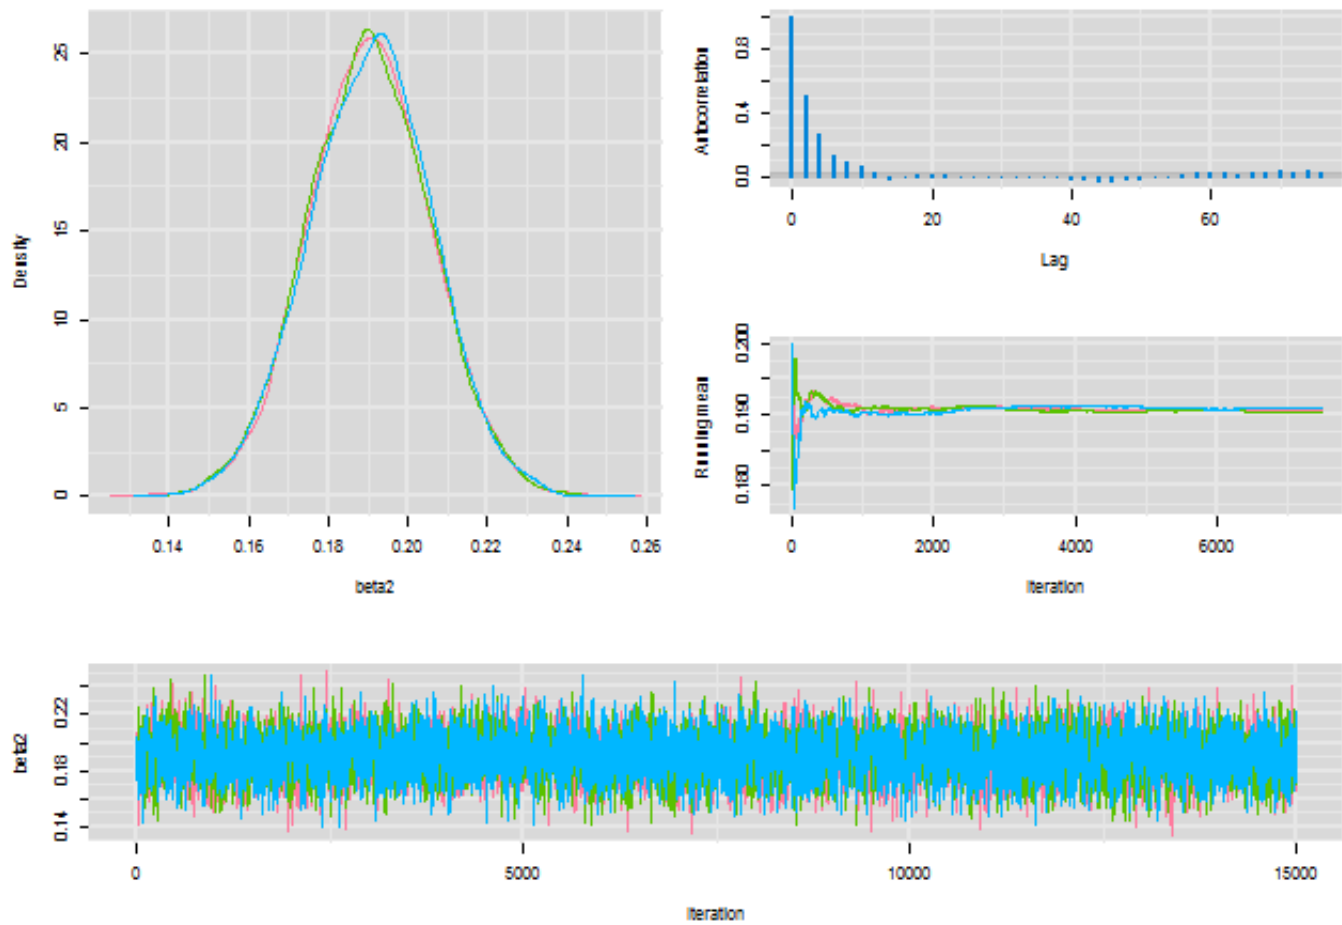 Density
25
20
15
10
5
0
0.14 0.16 0.18 0.20 0.22 0.24 0.26
beta2
Autocorrelation
0.8
0.4
0.0
0 20 40 60
Lag
Running mean
0.200
0.190
0.180
0 2000 4000 6000
Iteration
beta2
0.22
0.18
0.14
0 5000 10000 15000
Iteration